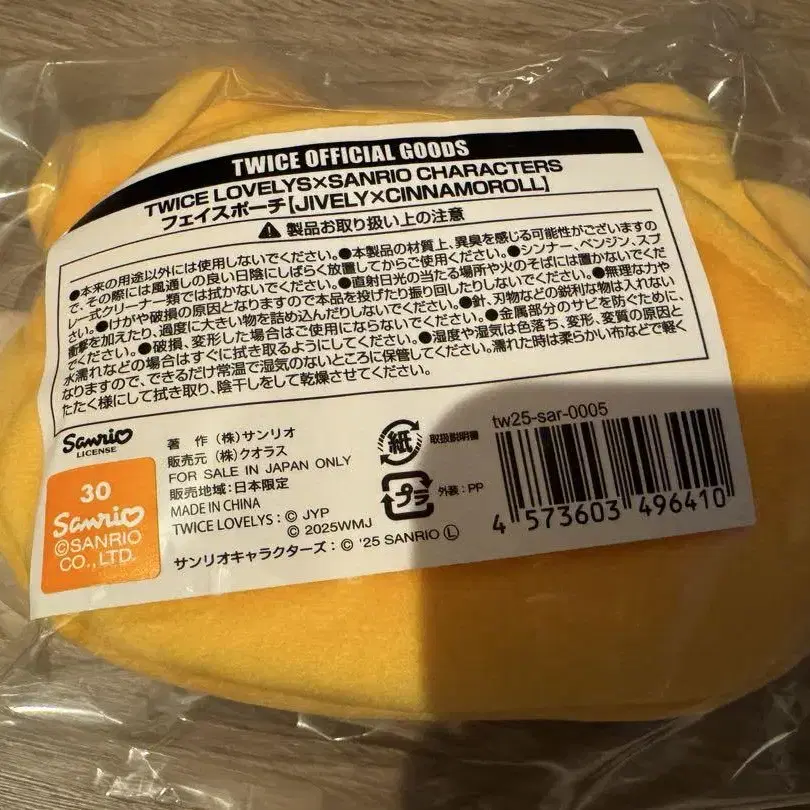 TWICE OFFICIAL GOODS
TWICE LOVELYS×SANRIO CHARACTERS
フェイスポーチ【JIVELY×CINNAMOROLL】
製品お取り扱い上の注意
●本来の用途以外には使用しないでください。●本製品の材質上、異臭を感じる可能性がございますの
で、その際には風通しの良い日陰にしばらく放置してからご使用ください。●シンナー、ベンジン、スプ
レー式クリーナー類では拭かないでください。●直射日光の当たる場所や火のそばには置かないでくだ
さい。●けがや破損の原因となりますので本品を投げたり振り回したりしないでください。●無理な力や
衝撃を加えたり、過度に大きい物を詰め込んだりしないでください。●針、刃物などの鋭利な物は入れない
でください。●破損、変形した場合はご使用にならないでください。●金属部分のサビを防ぐために、
水濡れなどの場合はすぐに拭き取るようにしてください。●湿度や湿気は色落ち、変形、変質の原因と
なりますので、できるだけ常温で湿気のないところに保管してください。濡れた時は柔らかい布などで軽く
たたく様にして拭き取り、陰干しをして乾燥させてください。
Sanrio
LICENSE
30
Sanrio
©SANRIO
CO., LTD.
著 作 (株)サンリオ
販売元 (株)クオラス
FOR SALE IN JAPAN ONLY
販売地域:日本限定
MADE IN CHINA
TWICE LOVELYS:© JYP
© 2025WMJ
サンリオキャラクターズ:© '25 SANRIO Ⓛ
紙
取扱説明書
プラ
外装:PP
tw25-sar-0005
4 573603 496410